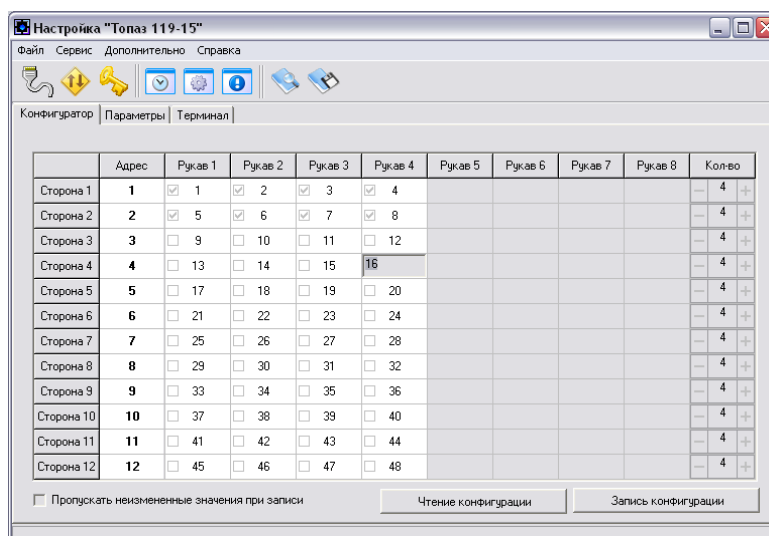 Настройка "Топаз 119-15"
Файл Сервис Дополнительно Справка
Конфигуратор Параметры Терминал
Адрес Рукав 1 Рукав 2 Рукав 3 Рукав 4 Рукав 5 Рукав 6 Рукав 7 Рукав 8 Кол-во
Сторона 1 1 1 2 3 4 4
Сторона 2 2 5 6 7 8 4
Сторона 3 3 9 10 11 12 4
Сторона 4 4 13 14 15 16 4
Сторона 5 5 17 18 19 20 4
Сторона 6 6 21 22 23 24 4
Сторона 7 7 25 26 27 28 4
Сторона 8 8 29 30 31 32 4
Сторона 9 9 33 34 35 36 4
Сторона 10 10 37 38 39 40 4
Сторона 11 11 41 42 43 44 4
Сторона 12 12 45 46 47 48 4
Пропускать неизмененные значения при записи Чтение конфигурации Запись конфигурации